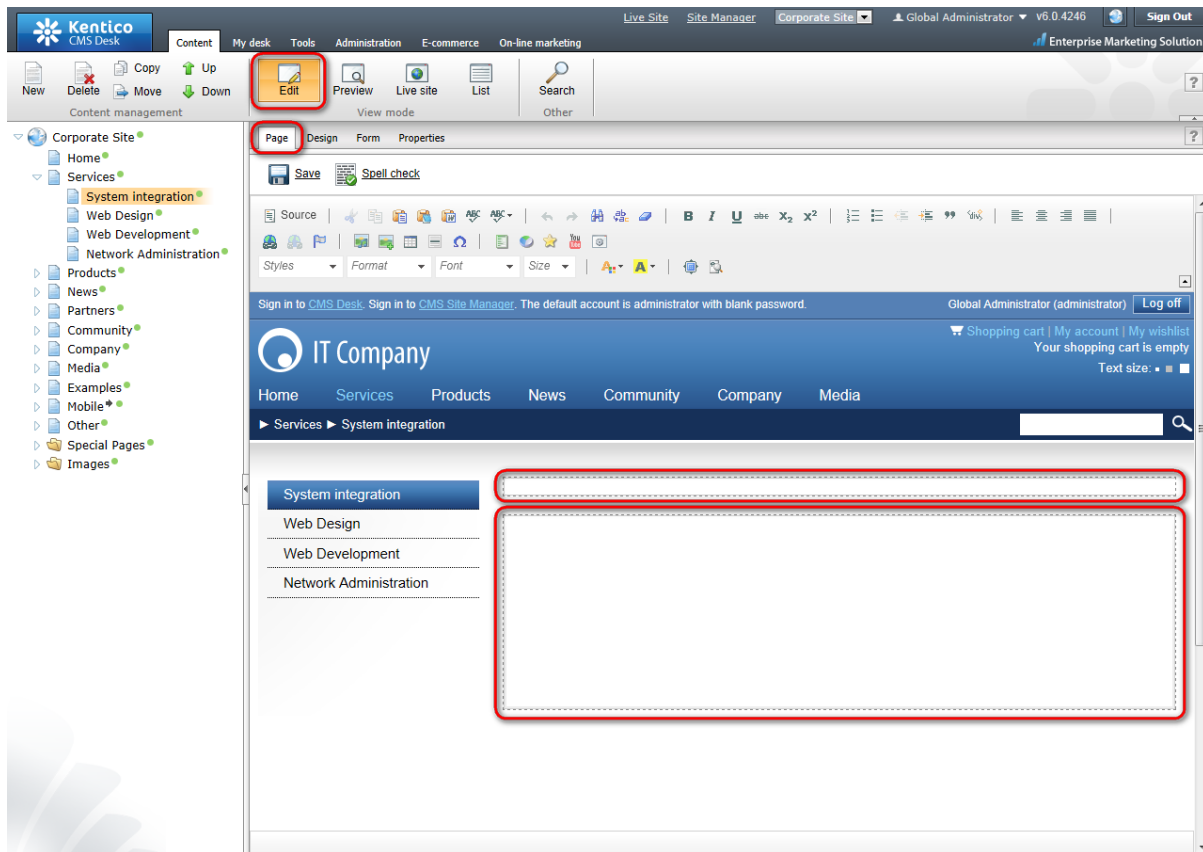 Kentico
CMS Desk
Live Site Site Manager Corporate Site Global Administrator v6.0.4246 Sign Out
Content My desk Tools Administration E-commerce On-line marketing Enterprise Marketing Solution
New Delete Copy Move Up Down
Content management
Edit Preview Live site List
View mode
Search
Other
?
Corporate Site
Home
Services
System integration
Web Design
Web Development
Network Administration
Products
News
Partners
Community
Company
Media
Examples
Mobile
Other
Special Pages
Images
Page Design Form Properties ?
Save Spell check
Source B I U abc X₂ X²
Styles Format Font Size A A
Sign in to CMS Desk. Sign in to CMS Site Manager. The default account is administrator with blank password. Global Administrator (administrator) Log off
IT Company
Shopping cart | My account | My wishlist
Your shopping cart is empty
Text size:
Home Services Products News Community Company Media
Services System integration
System integration
Web Design
Web Development
Network Administration